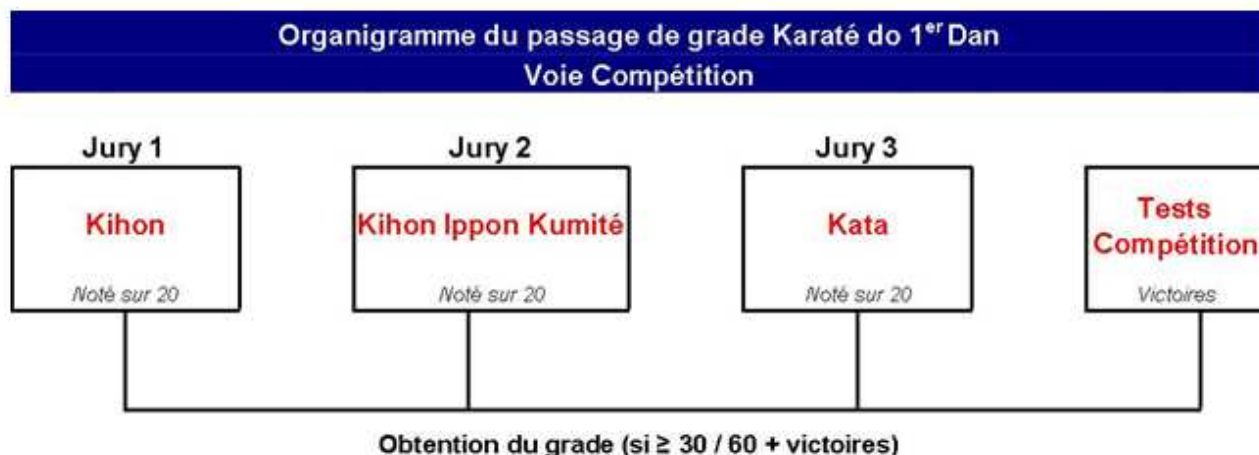 Organigramme du passage de grade Karaté do 1er Dan
Voie Compétition
Jury 1
Jury 2
Jury 3
Kihon
Noté sur 20
Kihon Ippon Kumité
Noté sur 20
Kata
Noté sur 20
Tests
Compétition
Victoires
Obtention du grade (si ≥ 30 / 60 + victoires)